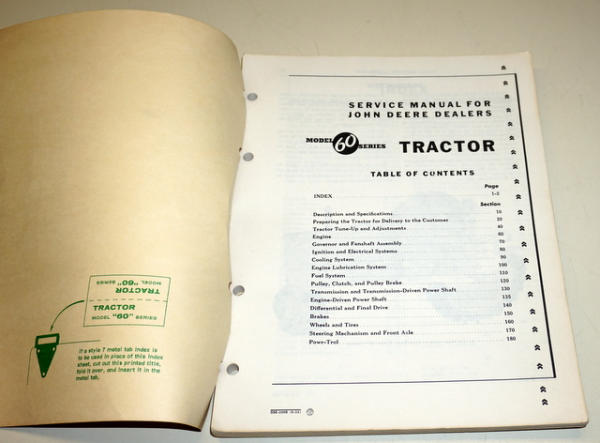 TRACTOR
MODEL "60" SERIES
TRACTOR
MODEL "60" SERIES
If a style 7 metal tab index is
to be used in place of this index
sheet, cut out this printed title,
fold it over, and insert it in the
metal tab.
SERVICE MANUAL FOR
JOHN DEERE DEALERS
MODEL 60 SERIES TRACTOR
TABLE OF CONTENTS
Page
INDEX 1-3
Section
Description and Specifications 10
Preparing the Tractor for Delivery to the Customer 20
Tractor Tune-Up and Adjustments 40
Engine 60
Governor and Fanshaft Assembly 70
Ignition and Electrical Systems 80
Cooling System 90
Engine Lubrication System 100
Fuel System 110
Pulley, Clutch, and Pulley Brake 120
Transmission and Transmission-Driven Power Shaft 130
Engine-Driven Power Shaft 135
Differential and Final Drive 140
Brakes 150
Wheels and Tires 160
Steering Mechanism and Front Axle 170
Powr-Trol 180